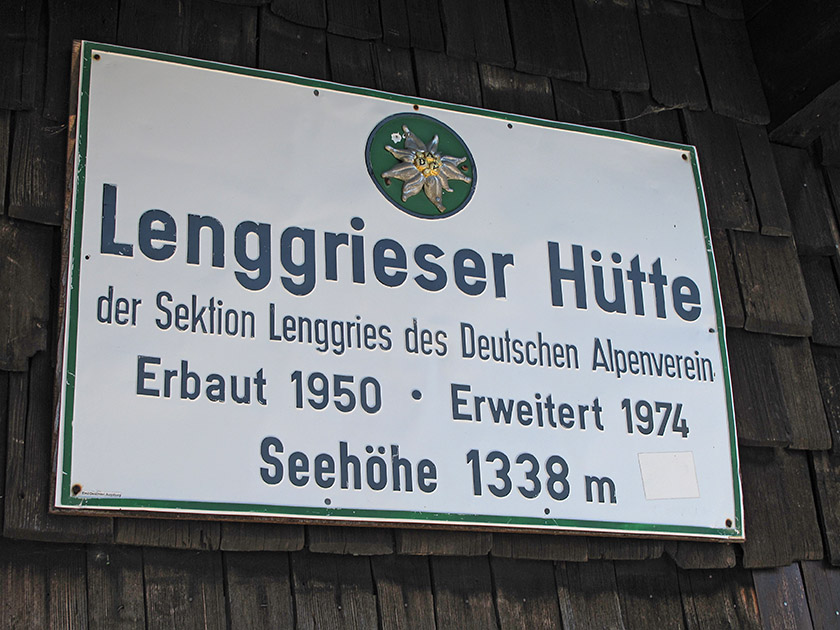 Lenggrieser Hütte
der Sektion Lenggries des Deutschen Alpenverein
Erbaut 1950 · Erweitert 1974
Seehöhe 1338 m